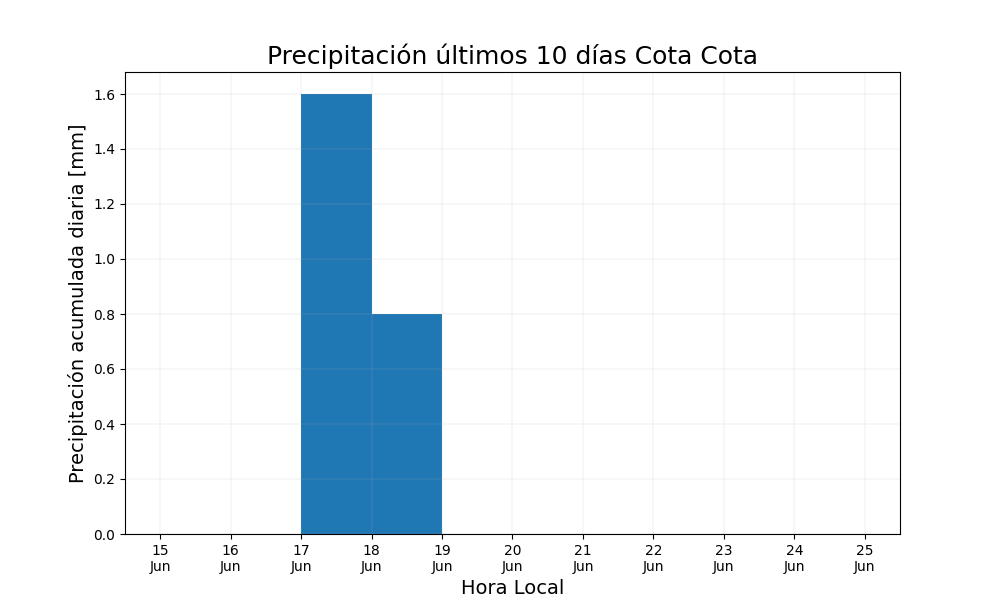 Precipitación últimos 10 días Cota Cota
Precipitación acumulada diaria [mm]
1.6
1.4
1.2
1.0
0.8
0.6
0.4
0.2
0.0
15 16 17 18 19 20 21 22 23 24 25
Jun Jun Jun Jun Jun Jun Jun Jun Jun Jun Jun
Hora Local